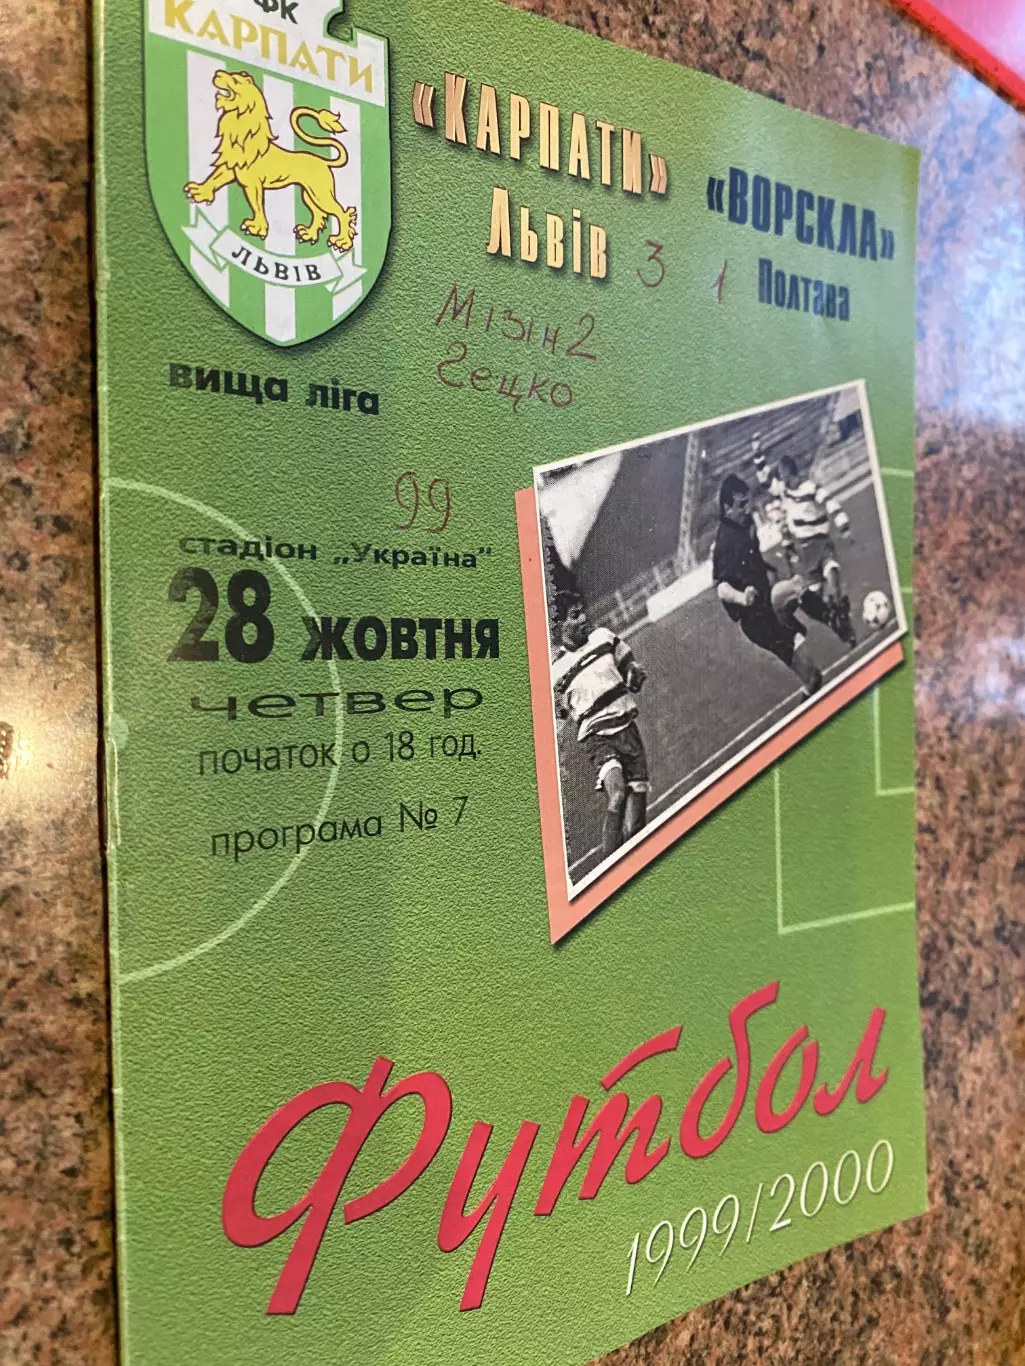 ФК
КАРПАТИ
ЛЬВІВ
«КАРПАТИ»
Львів
3
1
«ВОРСКЛА»
Полтава
Мізін 2
Гецко
вища ліга
99
стадіон „Україна"
28 жовтня
четвер
початок о 18 год.
програма № 7
Футбол
1999/2000